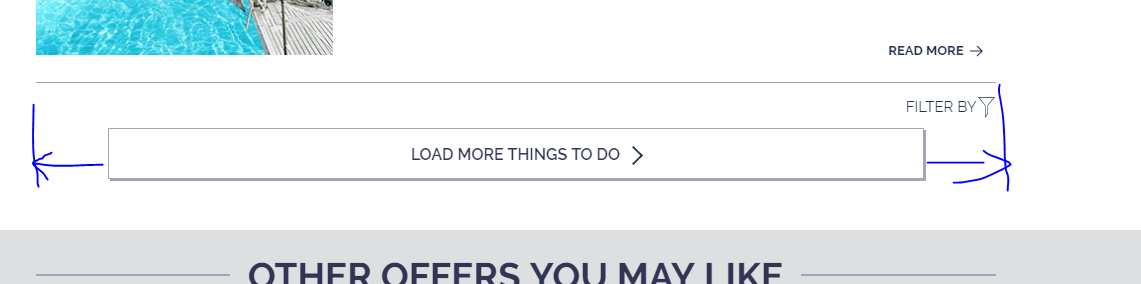 READ MORE
FILTER BY
LOAD MORE THINGS TO DO
OTHER OFFERS YOU MAY LIKE